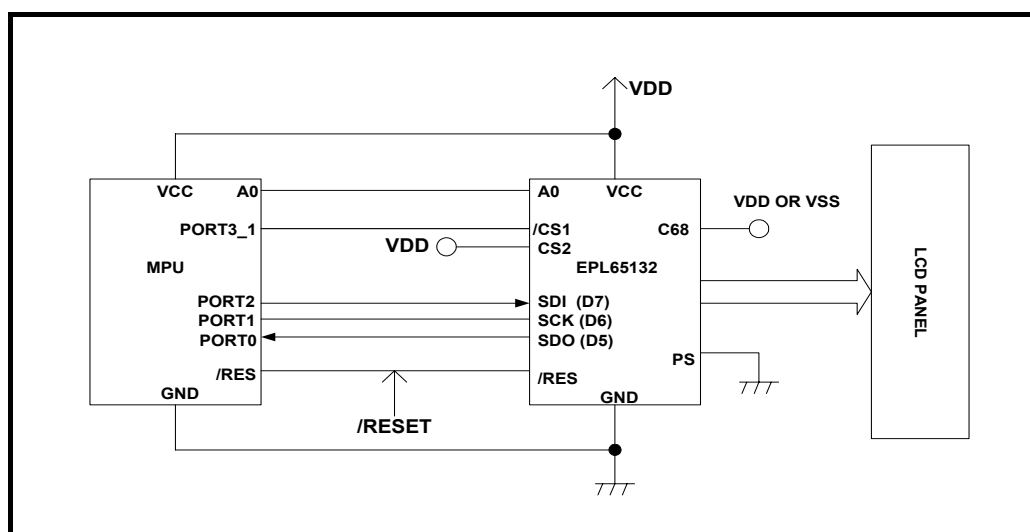 VDD
VCC A0
A0 VCC
VDD OR VSS
PORT3_1
/CS1
C68
VDD
CS2
MPU
EPL65132
LCD PANEL
PORT2
SDI (D7)
PORT1
SCK (D6)
PORT0
SDO (D5)
PS
/RES
/RES
GND
GND
/RESET